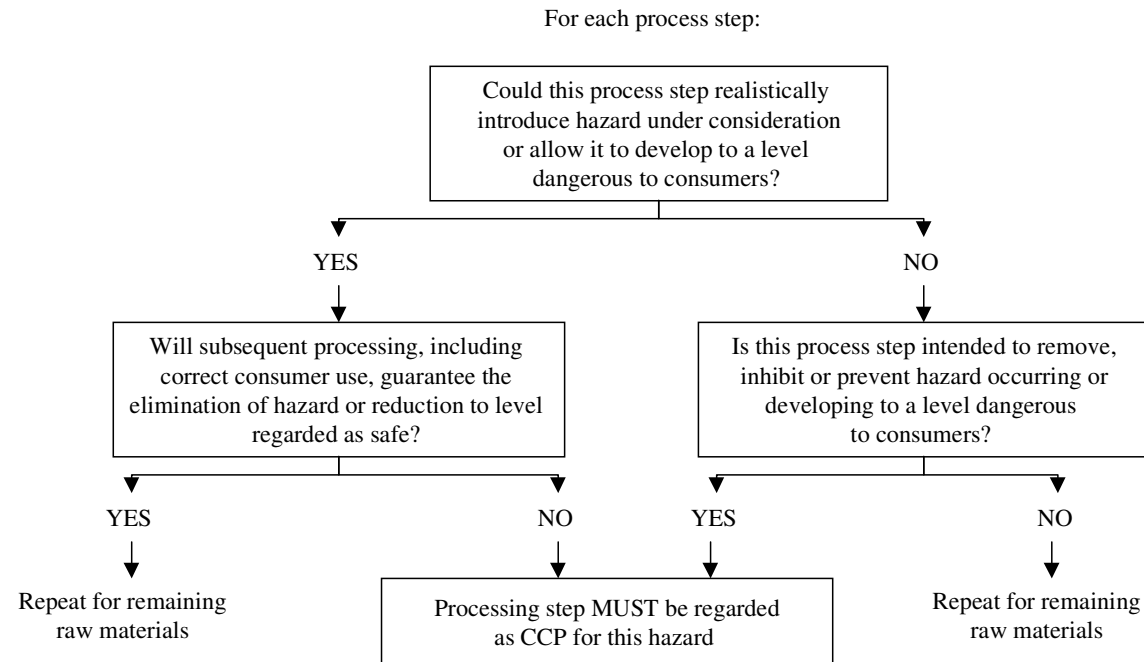 For each process step:
Could this process step realistically
introduce hazard under consideration
or allow it to develop to a level
dangerous to consumers?
YES
NO
Will subsequent processing, including
correct consumer use, guarantee the
elimination of hazard or reduction to level
regarded as safe?
Is this process step intended to remove,
inhibit or prevent hazard occurring or
developing to a level dangerous
to consumers?
YES
NO
YES
NO
Repeat for remaining
raw materials
Processing step MUST be regarded
as CCP for this hazard
Repeat for remaining
raw materials